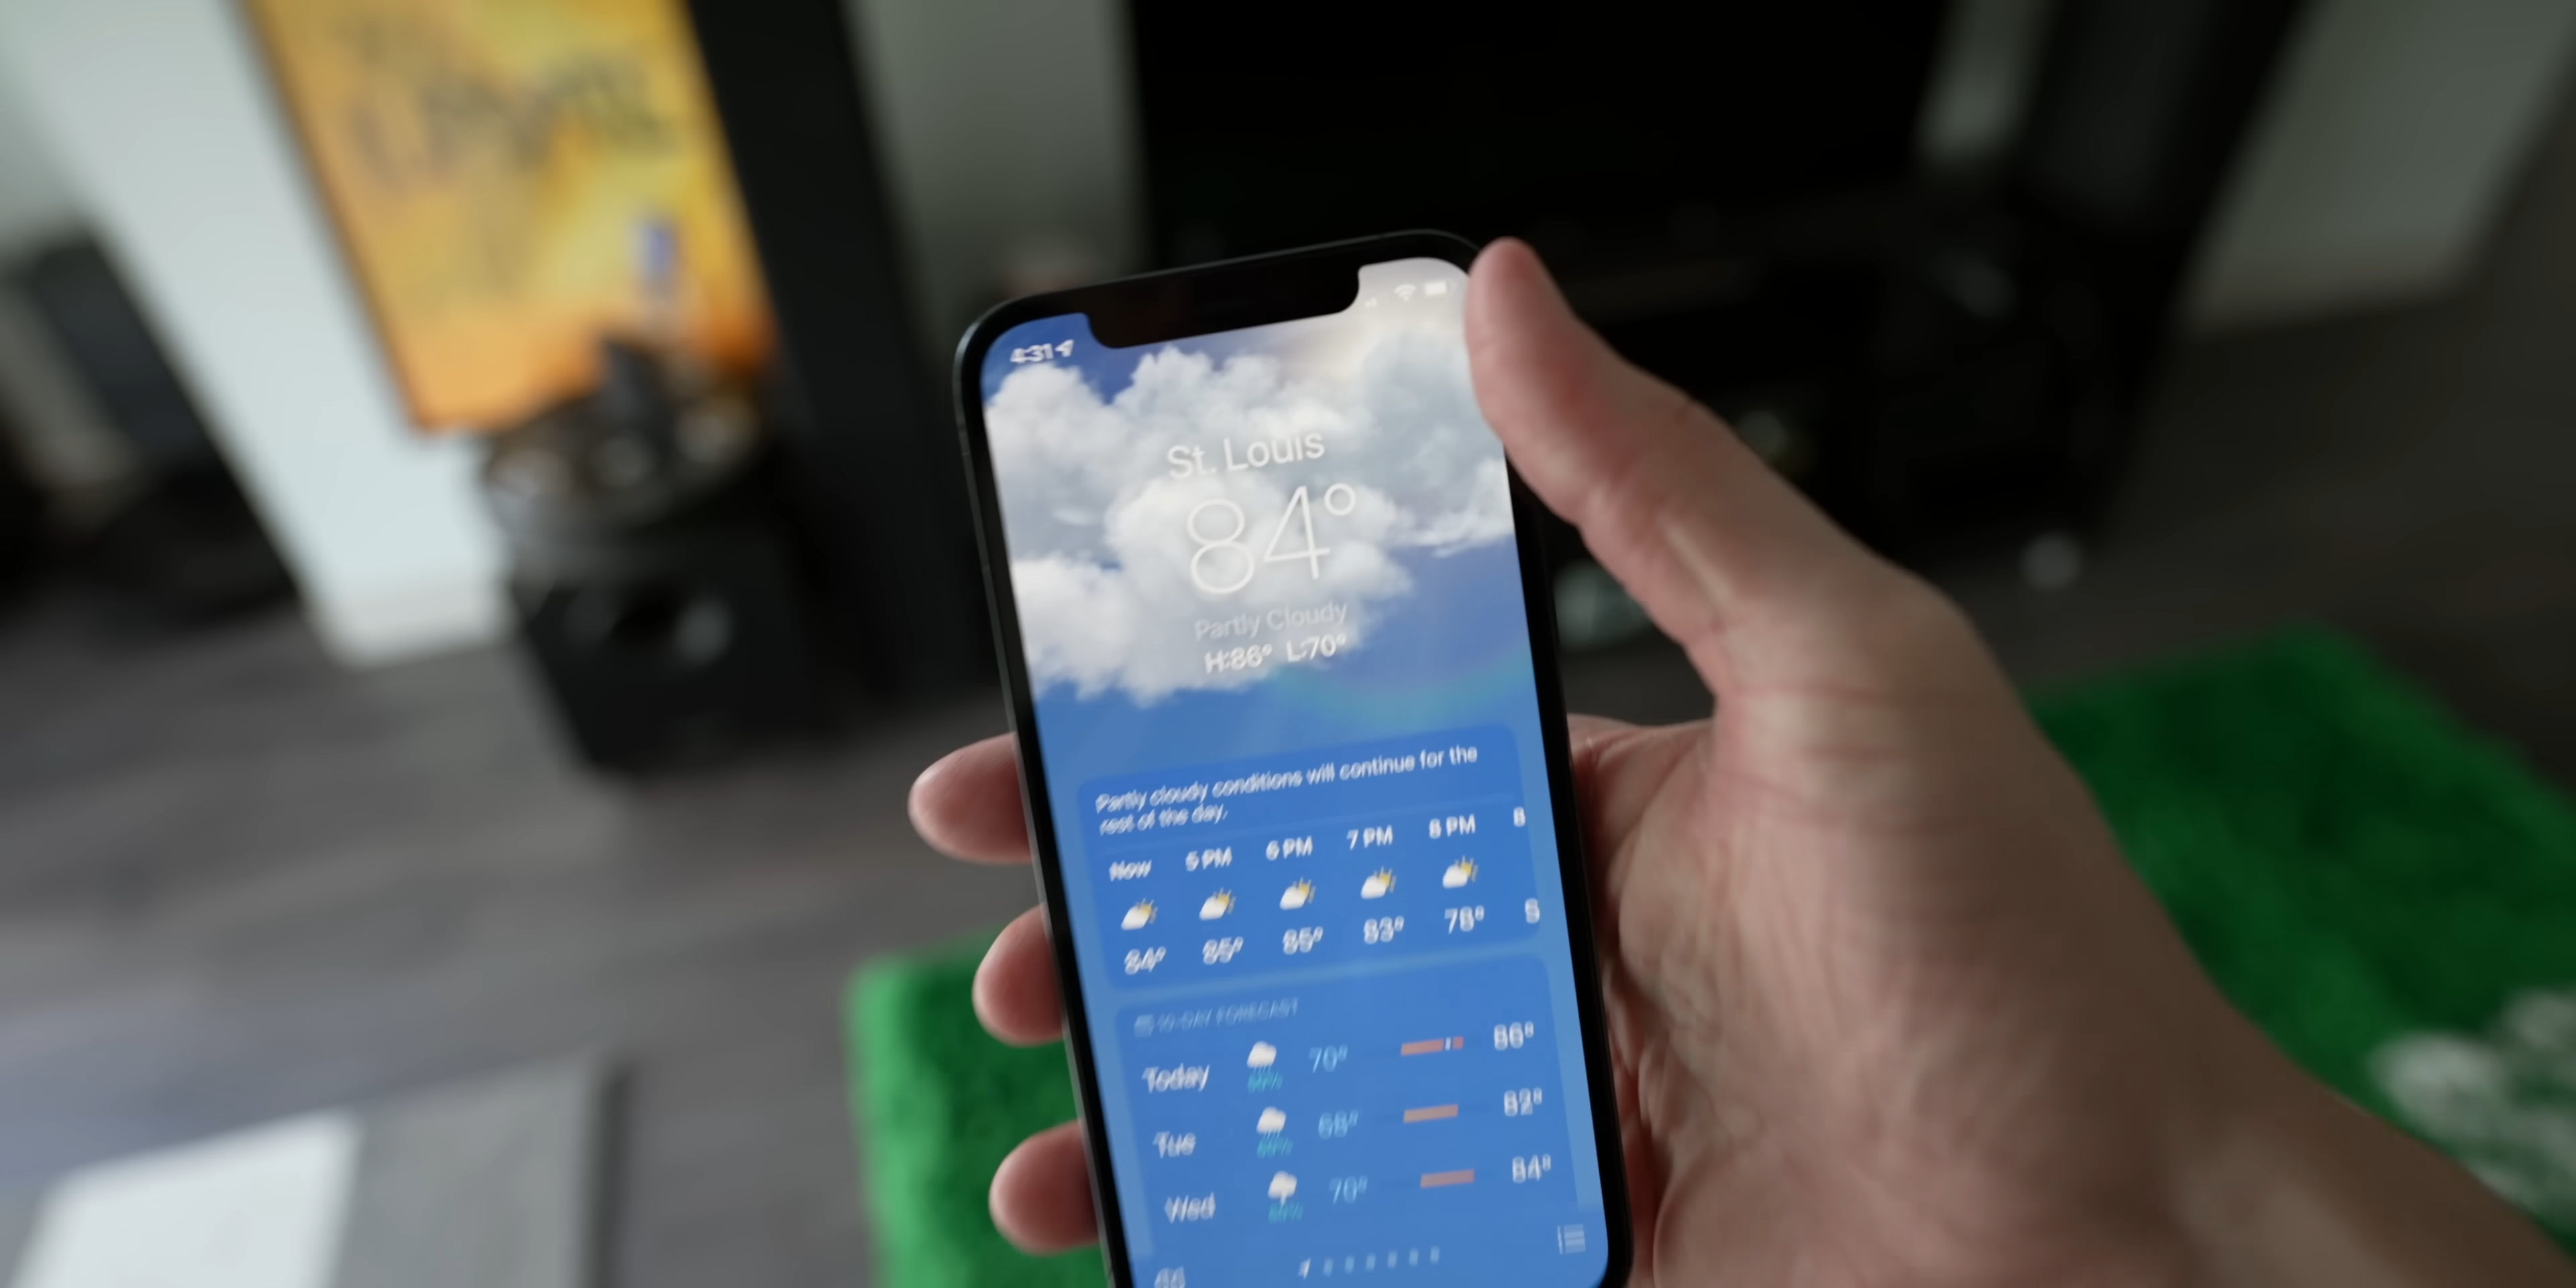 4:31
St. Louis
84°
Partly Cloudy
H:86° L:70°
Partly cloudy conditions will continue for the
rest of the day.
Now 5 PM 6 PM 7 PM 8 PM
84° 85° 85° 83° 78°
10-DAY FORECAST
Today 70° 86°
Tue 68° 82°
Wed 70° 84°